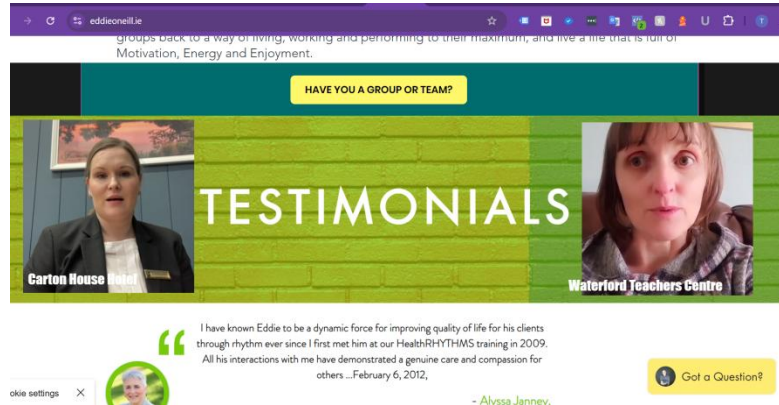 eddieoneill.ie
groups back to a way of living, working and performing to their maximum, and live a life that is full of
Motivation, Energy and Enjoyment.
HAVE YOU A GROUP OR TEAM?
TESTIMONIALS
Carton House Hotel
Waterford Teachers Centre
I have known Eddie to be a dynamic force for improving quality of life for his clients
through rhythm ever since I first met him at our HealthRHYTHMS training in 2009.
All his interactions with me have demonstrated a genuine care and compassion for
others ...February 6, 2012,
- Alyssa Janney,
okie settings
Got a Question?